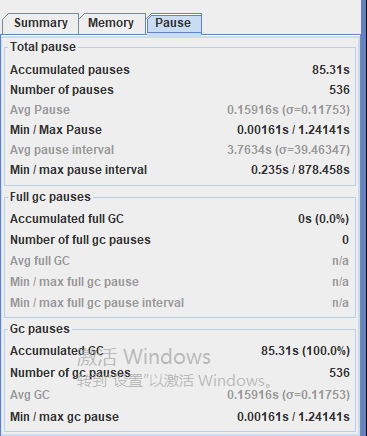 Summary Memory Pause
Total pause
Accumulated pauses 85.31s
Number of pauses 536
Avg Pause 0.15916s (σ=0.11753)
Min / Max Pause 0.00161s / 1.24141s
Avg pause interval 3.7634s (σ=39.46347)
Min / max pause interval 0.235s / 878.458s
Full gc pauses
Accumulated full GC 0s (0.0%)
Number of full gc pauses 0
Avg full GC n/a
Min / max full gc pause n/a
Min / max full gc pause interval n/a
Gc pauses
Accumulated GC 85.31s (100.0%)
激活 Windows
Number of gc pauses 536
转到"设置"以激活 Windows。
Avg GC 0.15916s (σ=0.11753)
Min / max gc pause 0.00161s / 1.24141s